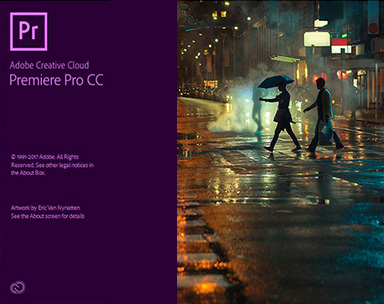 Pr
Adobe Creative Cloud
Premiere Pro CC
© 1991-2017 Adobe. All Rights
Reserved. See other legal notices in
the About Box.
Artwork by Eric Van Nynatten
See the About screen for details